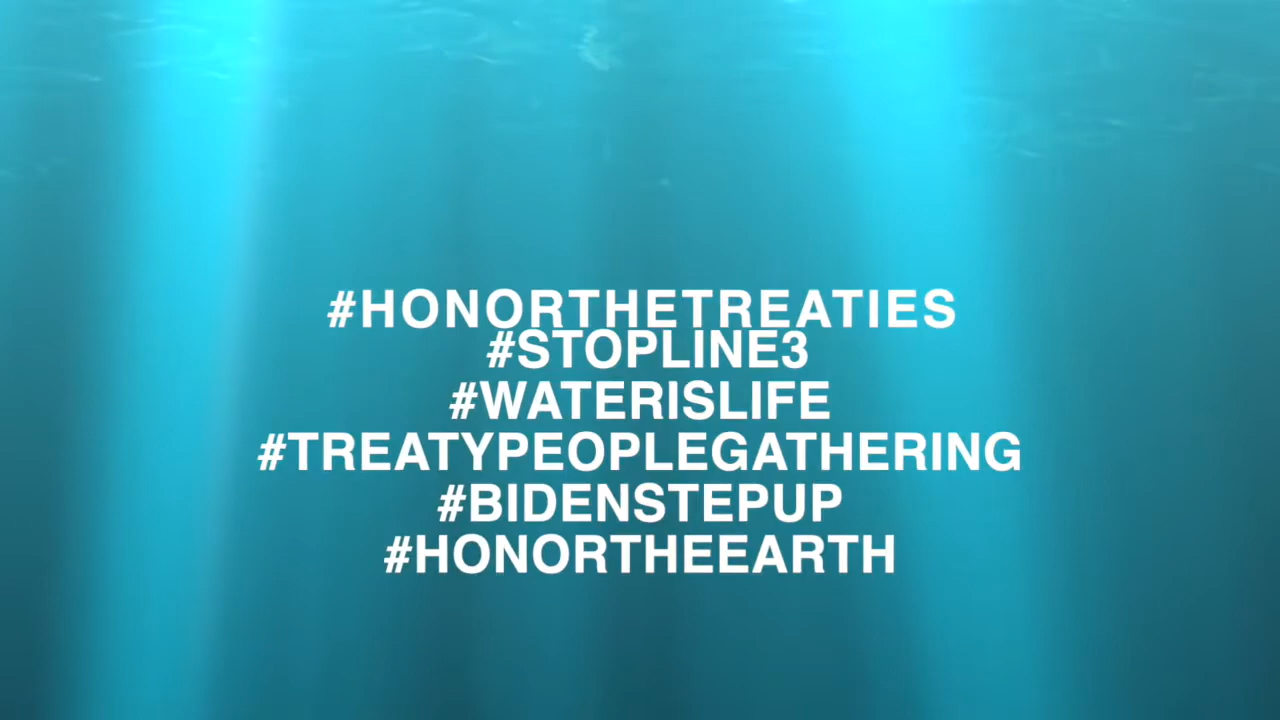 #HONORTHETREATIES
#STOPLINE3
#WATERISLIFE
#TREATYPEOPLEGATHERING
#BIDENSTEPUP
#HONORTHEEARTH